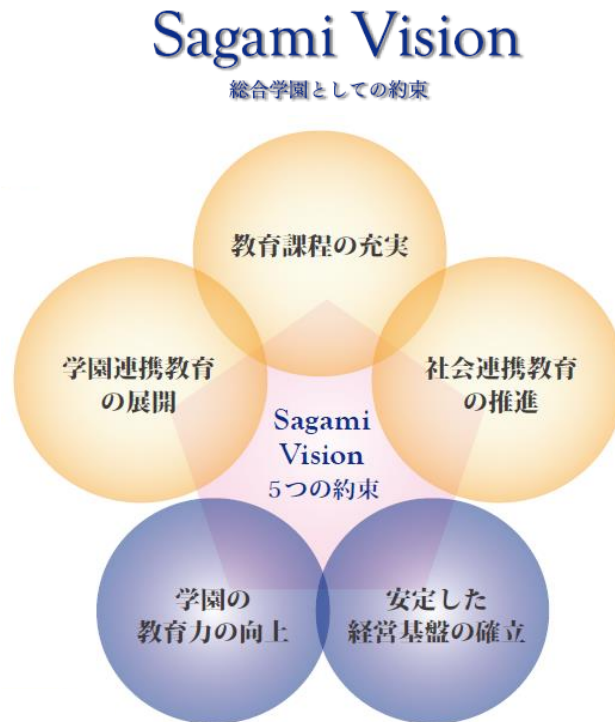 Sagami Vision
総合学園としての約束
教育課程の充実
学園連携教育
の展開
社会連携教育
の推進
Sagami
Vision
5つの約束
学園の
教育力の向上
安定した
経営基盤の確立